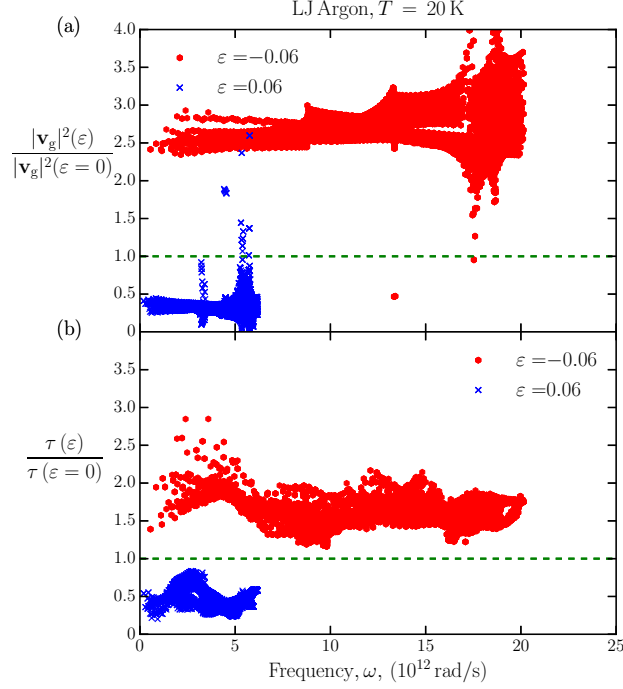 LJ Argon, T = 20 K
(a)
ε =−0.06
ε =0.06
|v_g|²(ε)
|v_g|²(ε = 0)
4.0
3.5
3.0
2.5
2.0
1.5
1.0
0.5
0
(b)
ε =−0.06
ε =0.06
τ (ε)
τ (ε = 0)
3.5
3.0
2.5
2.0
1.5
1.0
0.5
0
0 5 10 15 20 25
Frequency, ω, (10¹² rad/s)